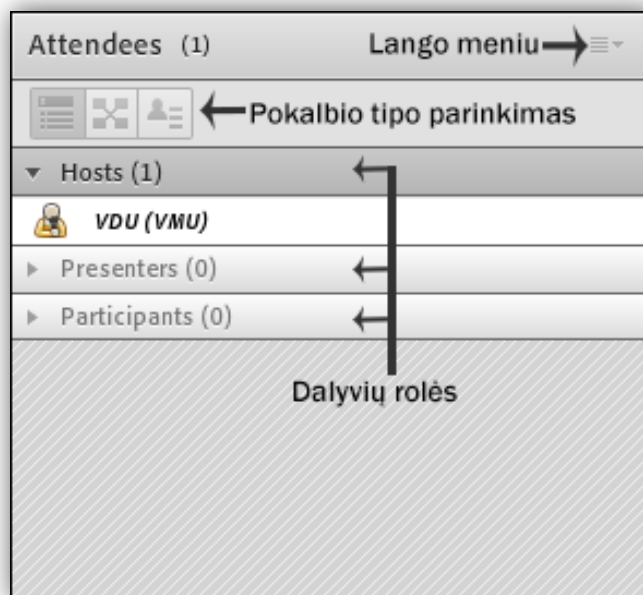 Attendees (1) Lango meniu
Pokalbio tipo parinkimas
Hosts (1)
VDU (VMU)
Presenters (0)
Participants (0)
Dalyvių rolės